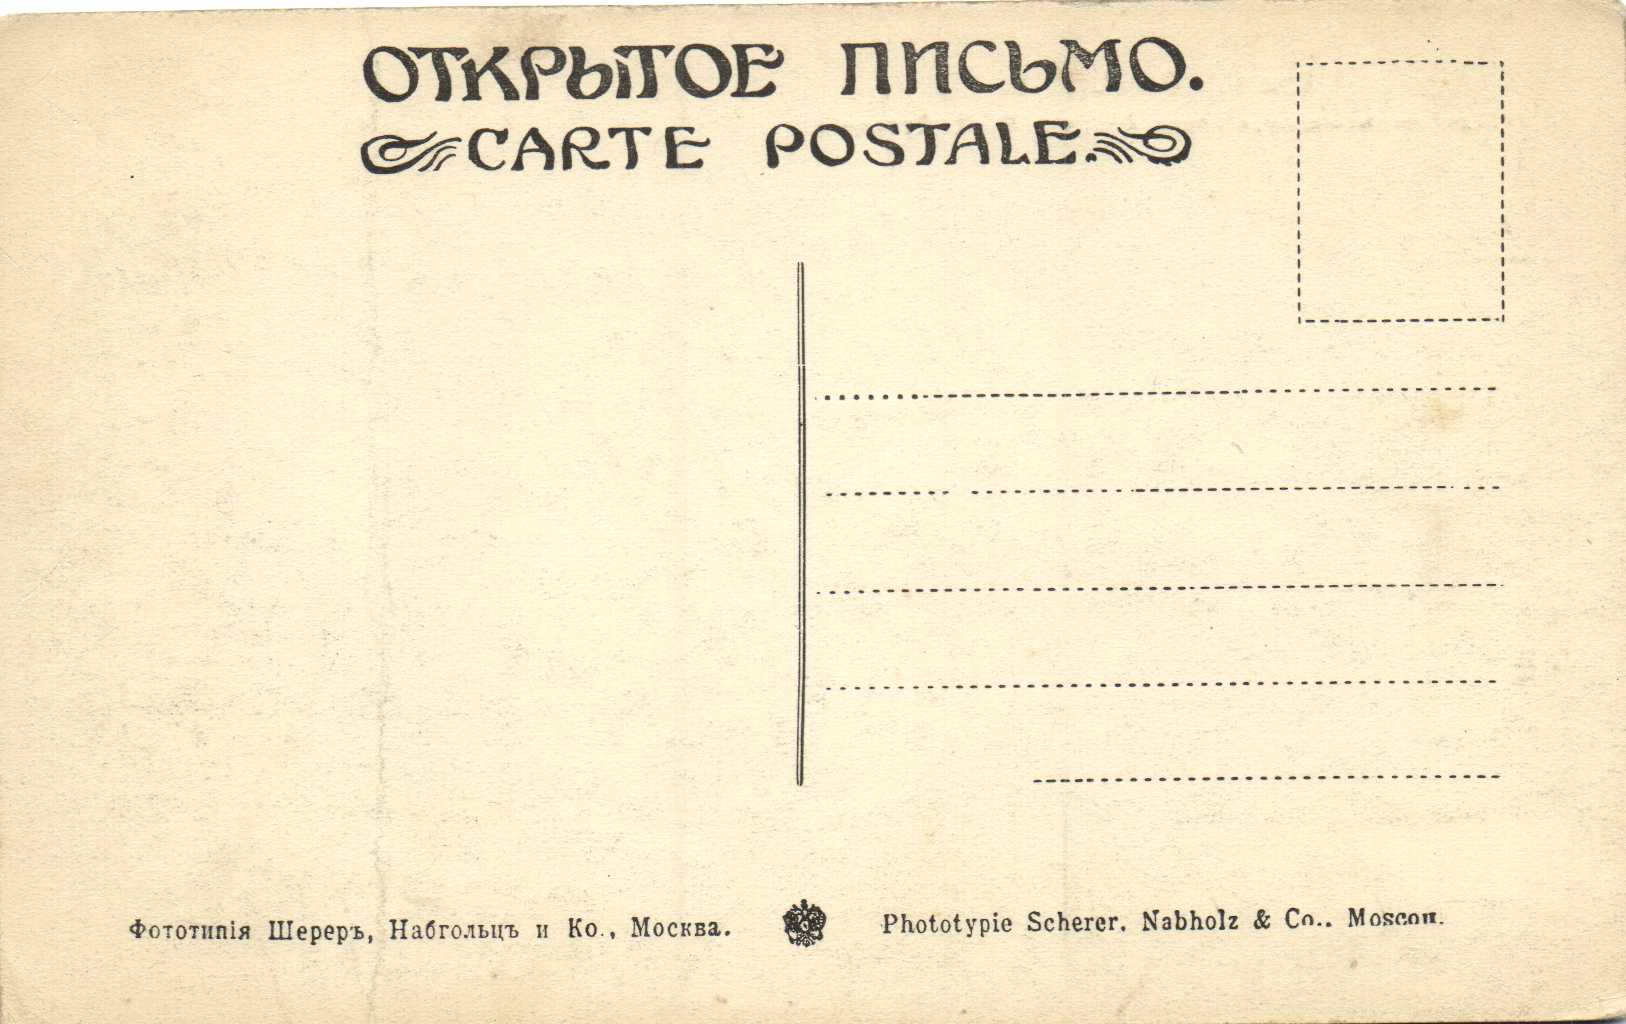 ОТКРЫТОЕ ПИСЬМО.
CARTE POSTALE.
Фототипія Шереръ, Набгольцъ и Ко., Москва.
Phototypie Scherer, Nabholz & Co., Moscou.